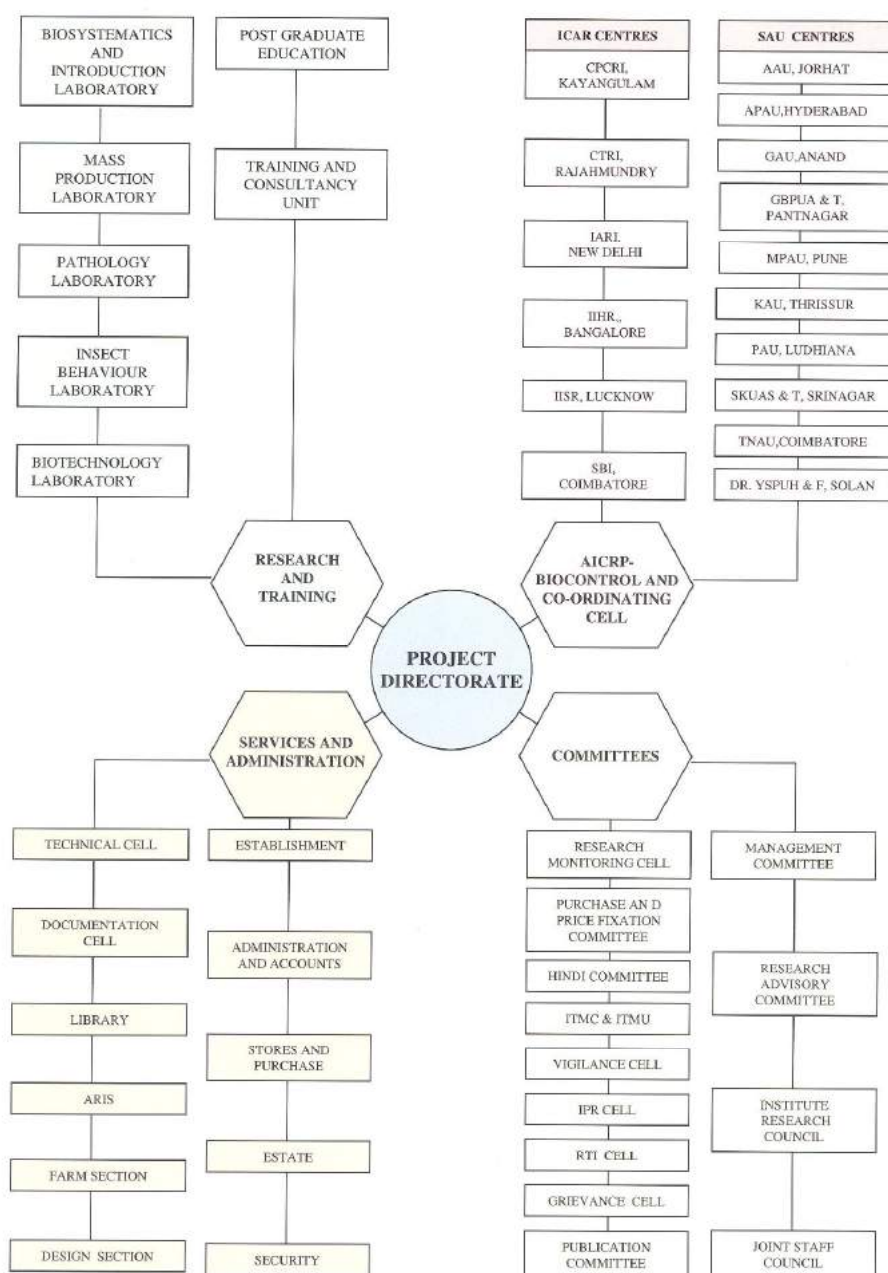 BIOSYSTEMATICS
AND
INTRODUCTION
LABORATORY
MASS
PRODUCTION
LABORATORY
PATHOLOGY
LABORATORY
INSECT
BEHAVIOUR
LABORATORY
BIOTECHNOLOGY
LABORATORY
POST GRADUATE
EDUCATION
TRAINING AND
CONSULTANCY
UNIT
ICAR CENTRES
CPCRI,
KAYANGULAM
CTRI,
RAJAHMUNDRY
IARI.
NEW DELHI
IIHR,,
BANGALORE
IISR, LUCKNOW
SBI,
COIMBATORE
SAU CENTRES
AAU, JORHAT
APAU,HYDERABAD
GAU,ANAND
GBPUA & T.
PANTNAGAR
MPAU, PUNE
KAU, THRISSUR
PAU, LUDHIANA
SKUAS & T, SRINAGAR
TNAU,COIMBATORE
DR. YSPUH & F, SOLAN
RESEARCH
AND
TRAINING
AICRP-
BIOCONTROL AND
CO-ORDINATING
CELL
PROJECT
DIRECTORATE
SERVICES AND
ADMINISTRATION
COMMITTEES
TECHNICAL CELL
DOCUMENTATION
CELL
LIBRARY
ARIS
FARM SECTION
DESIGN SECTION
ESTABLISHMENT
ADMINISTRATION
AND ACCOUNTS
STORES AND
PURCHASE
ESTATE
SECURITY
RESEARCH
MONITORING CELL
PURCHASE AN D
PRICE FIXATION
COMMITTEE
HINDI COMMITTEE
ITMC & ITMU
VIGILANCE CELL
IPR CELL
RTI CELL
GRIEVANCE CELL
PUBLICATION
COMMITTEE
MANAGEMENT
COMMITTEE
RESEARCH
ADVISORY
COMMITTEE
INSTITUTE
RESEARCH
COUNCIL
JOINT STAFF
COUNCIL